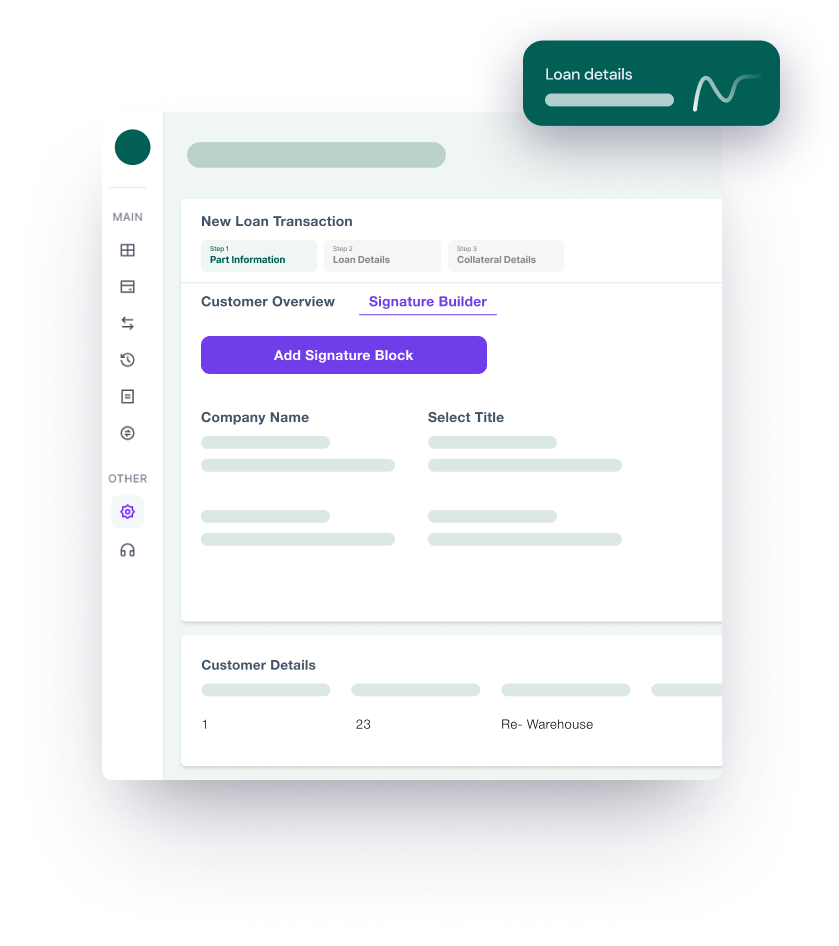 Loan details
MAIN
OTHER
New Loan Transaction
Step 1
Part Information
Step 2
Loan Details
Step 3
Collateral Details
Customer Overview
Signature Builder
Add Signature Block
Company Name
Select Title
Customer Details
1
23
Re- Warehouse